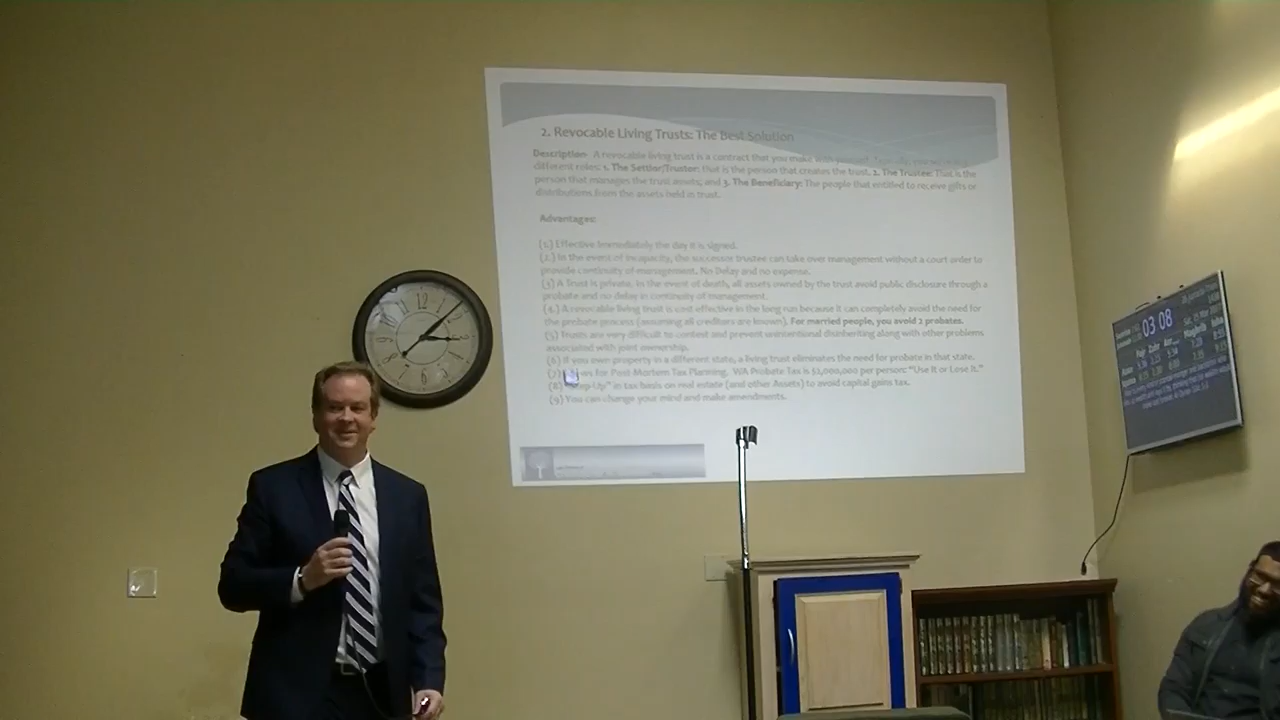 2. Revocable Living Trusts: The Best Solution
Description: A revocable living trust is a contract that you make with yourself.
different roles: 1. The Settlor/Trustor: that is the person that creates the trust. 2. The Trustee: That is the
person that manages the trust assets; and 3. The Beneficiary: The people that entitled to receive gifts or
distributions from the assets held in trust.
Advantages:
(1.) Effective immediately the day it is signed.
(2.) In the event of incapacity, the successor trustee can take over management without a court order to
provide continuity of management. No Delay and no expense.
(3) A Trust is private, in the event of death, all assets owned by the trust avoid public disclosure through a
probate and no delay in continuity of management.
(4.) A revocable living trust is cost effective in the long run because it can completely avoid the need for
the probate process (assuming all creditors are known). For married people, you avoid 2 probates.
(5) Trusts are very difficult to contest and prevent unintentional disinheriting along with other problems
associated with joint ownership.
(6) If you own property in a different state, a living trust eliminates the need for probate in that state.
for Post Mortem Tax Planning. WA Probate Tax is $2,000,000 per person: "Use It or Lose It."
(8) -Up" in tax basis on real estate (and other Assets) to avoid capital gains tax.
(9) You can change your mind and make amendments.
12
03 08